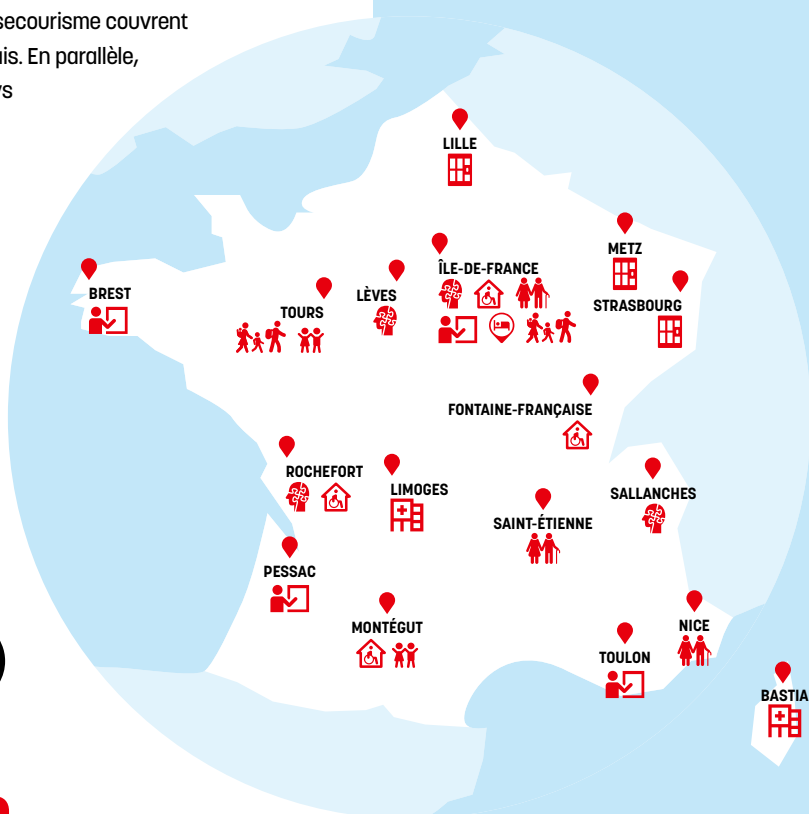 secourisme couvrent
is. En parallèle,
LILLE
METZ
ÎLE-DE-FRANCE
BREST
LÈVES
STRASBOURG
TOURS
FONTAINE-FRANÇAISE
ROCHEFORT
LIMOGES
SALLANCHES
SAINT-ÉTIENNE
PESSAC
MONTÉGUT
NICE
TOULON
BASTIA